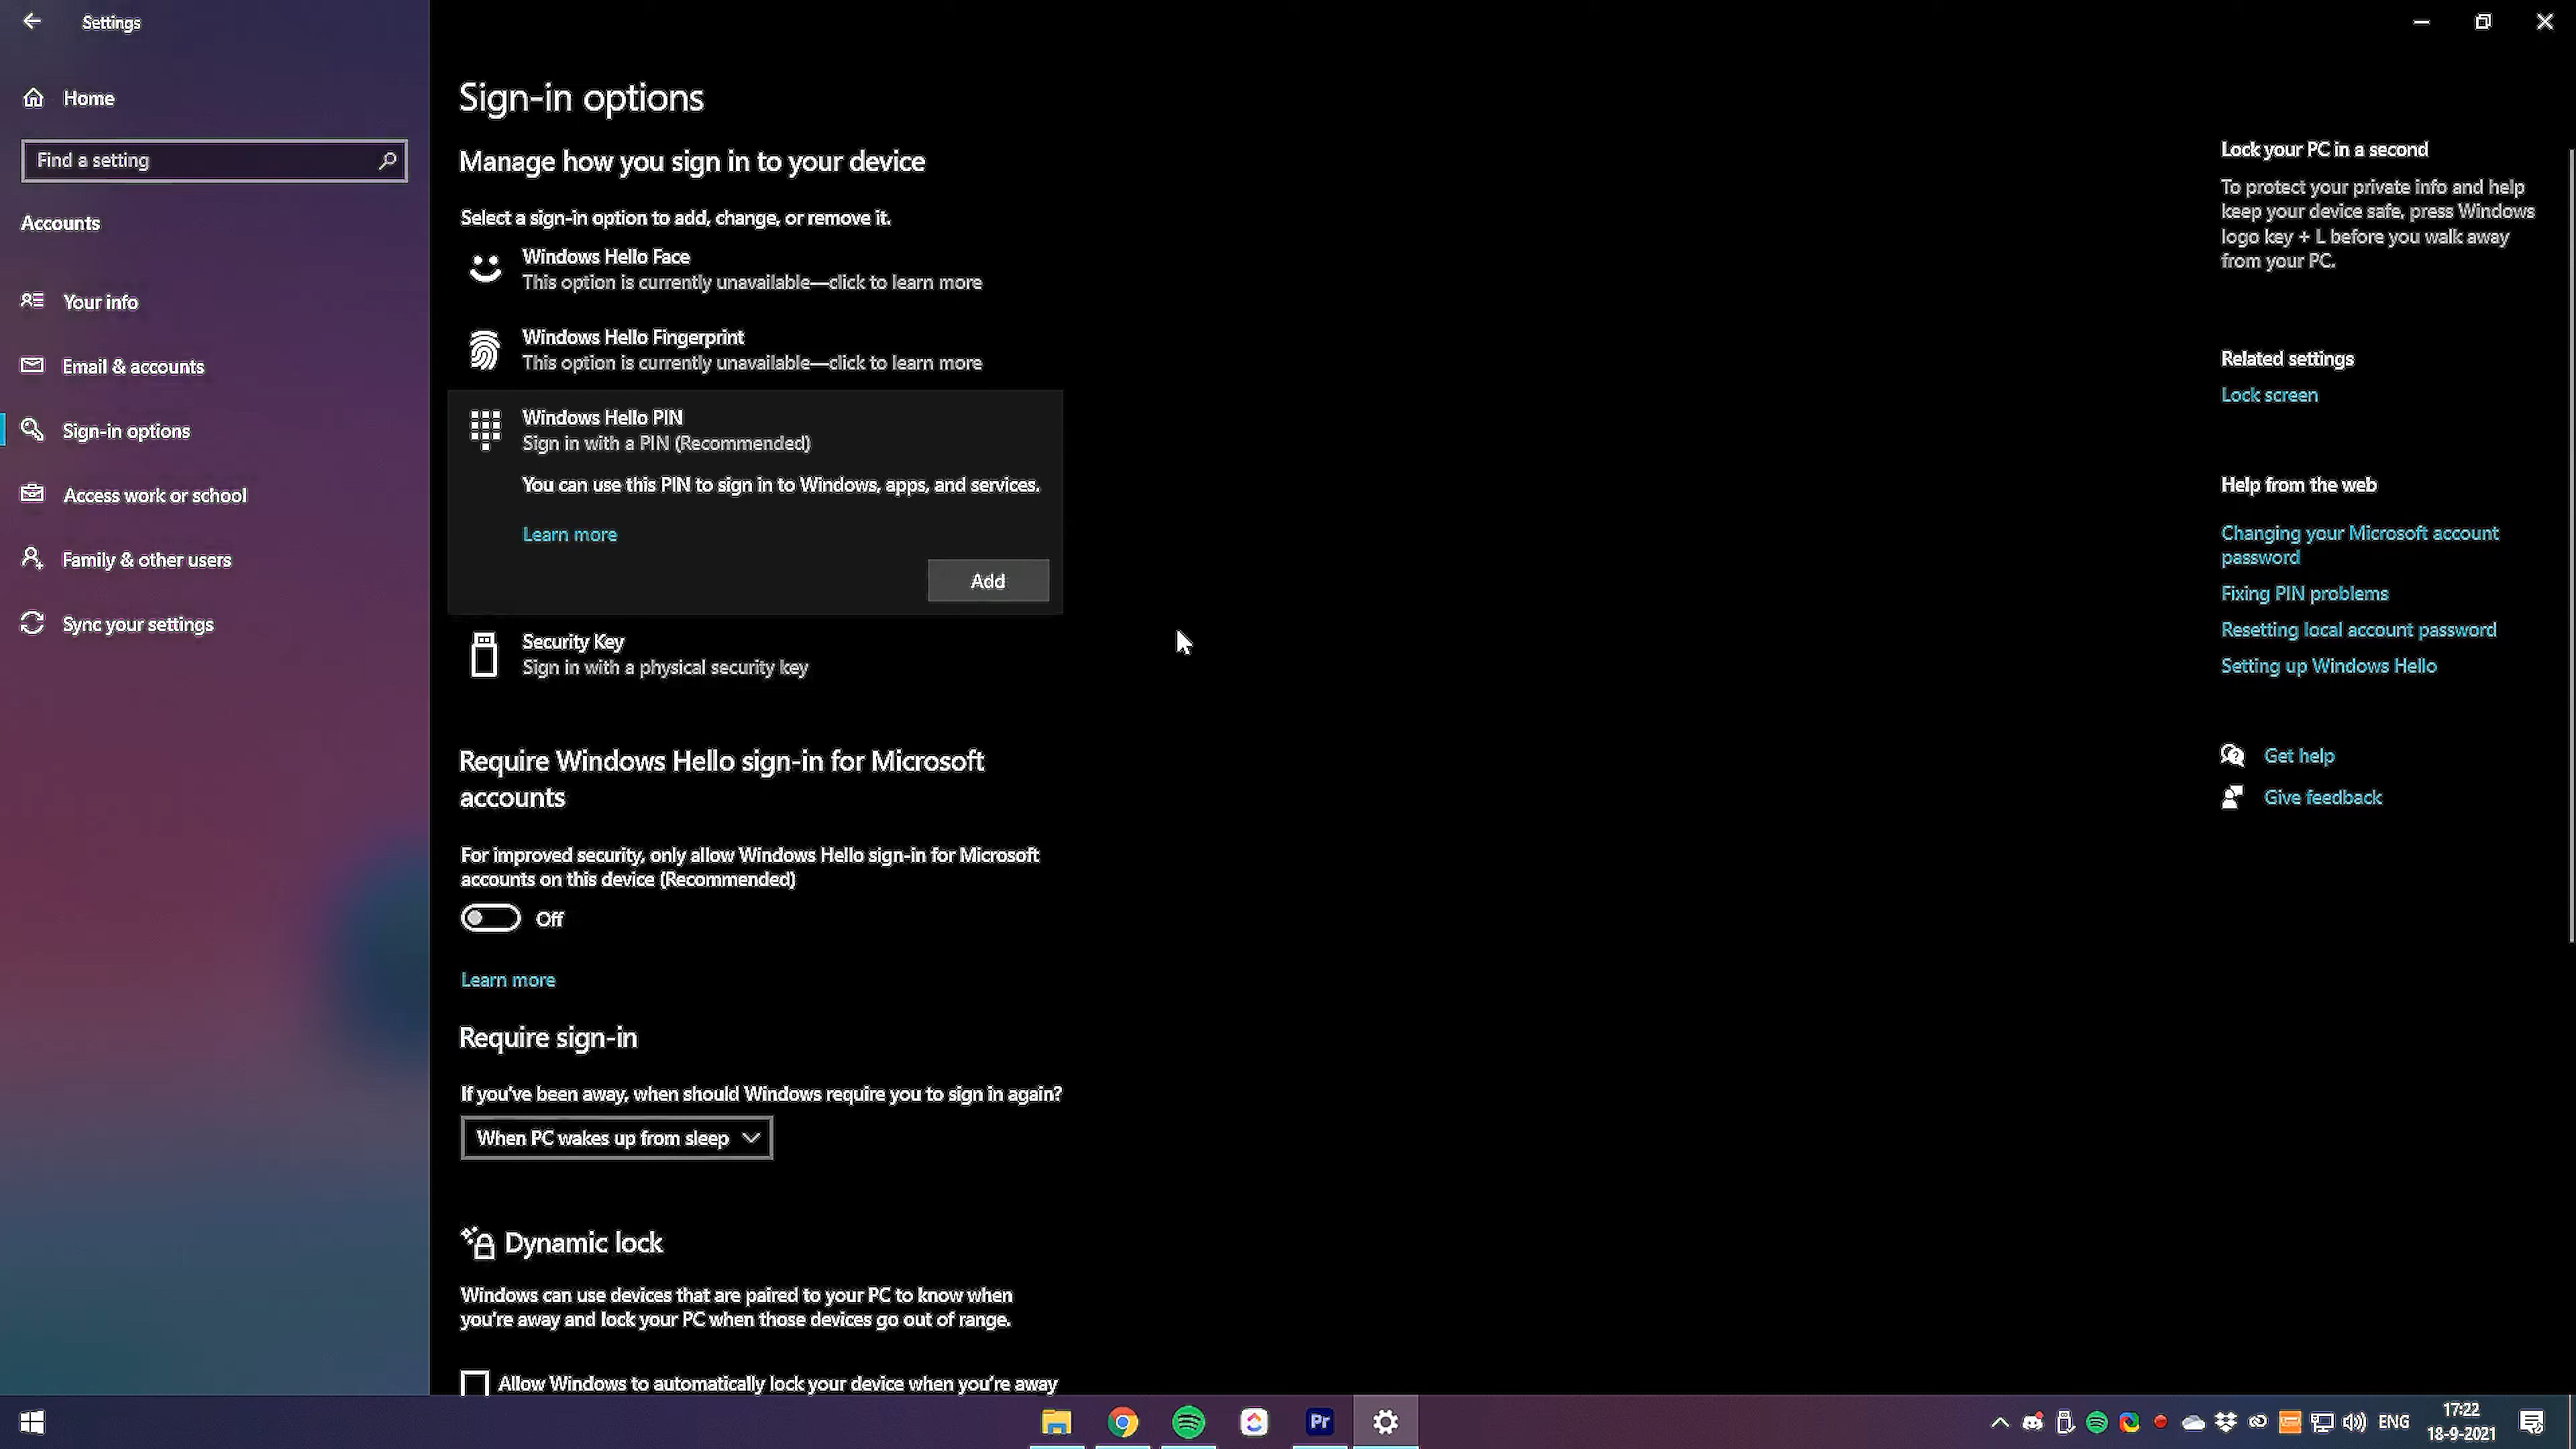 Settings
Home
Find a setting
Accounts
Your info
Email & accounts
Sign-in options
Access work or school
Family & other users
Sync your settings
Sign-in options
Manage how you sign in to your device
Select a sign-in option to add, change, or remove it.
Windows Hello Face
This option is currently unavailable—click to learn more
Windows Hello Fingerprint
This option is currently unavailable—click to learn more
Windows Hello PIN
Sign in with a PIN (Recommended)
You can use this PIN to sign in to Windows, apps, and services.
Learn more
Add
Security Key
Sign in with a physical security key
Require Windows Hello sign-in for Microsoft
accounts
For improved security, only allow Windows Hello sign-in for Microsoft
accounts on this device (Recommended)
Off
Learn more
Require sign-in
If you've been away, when should Windows require you to sign in again?
When PC wakes up from sleep
Dynamic lock
Windows can use devices that are paired to your PC to know when
you're away and lock your PC when those devices go out of range.
Allow Windows to automatically lock your device when you're away
Lock your PC in a second
To protect your private info and help
keep your device safe, press Windows
logo key + L before you walk away
from your PC.
Related settings
Lock screen
Help from the web
Changing your Microsoft account
password
Fixing PIN problems
Resetting local account password
Setting up Windows Hello
Get help
Give feedback
Pr
ENG
17:22
18-9-2021